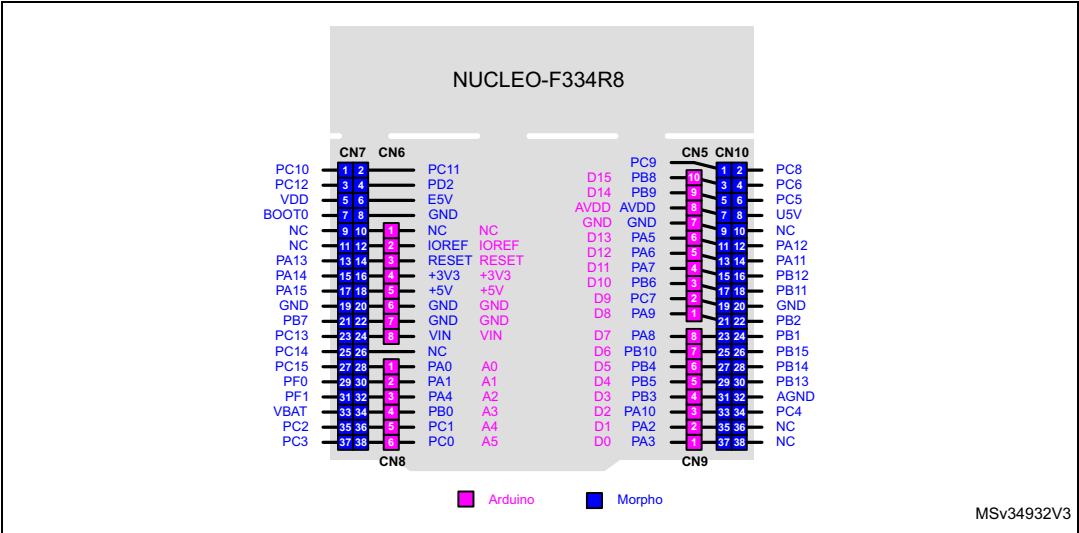 NUCLEO-F334R8
CN7 CN6 CN5 CN10
PC10 1 2 PC11 PC9 1 2 PC8
PC12 3 4 PD2 D15 PB8 10 3 4 PC6
VDD 5 6 E5V D14 PB9 9 5 6 PC5
BOOT0 7 8 GND AVDD AVDD 8 7 8 U5V
NC 9 10 1 NC NC GND GND 7 9 10 NC
NC 11 12 2 IOREF IOREF D13 PA5 6 11 12 PA12
PA13 13 14 3 RESET RESET D12 PA6 5 13 14 PA11
PA14 15 16 4 +3V3 +3V3 D11 PA7 4 15 16 PB12
PA15 17 18 5 +5V +5V D10 PB6 3 17 18 PB11
GND 19 20 6 GND GND D9 PC7 2 19 20 GND
PB7 21 22 7 GND GND D8 PA9 1 21 22 PB2
PC13 23 24 8 VIN VIN D7 PA8 8 23 24 PB1
PC14 25 26 NC D6 PB10 7 25 26 PB15
PC15 27 28 1 PA0 A0 D5 PB4 6 27 28 PB14
PF0 29 30 2 PA1 A1 D4 PB5 5 29 30 PB13
PF1 31 32 3 PA4 A2 D3 PB3 4 31 32 AGND
VBAT 33 34 4 PB0 A3 D2 PA10 3 33 34 PC4
PC2 35 36 5 PC1 A4 D1 PA2 2 35 36 NC
PC3 37 38 6 PC0 A5 D0 PA3 1 37 38 NC
CN8 CN9
Arduino Morpho
MSv34932V3